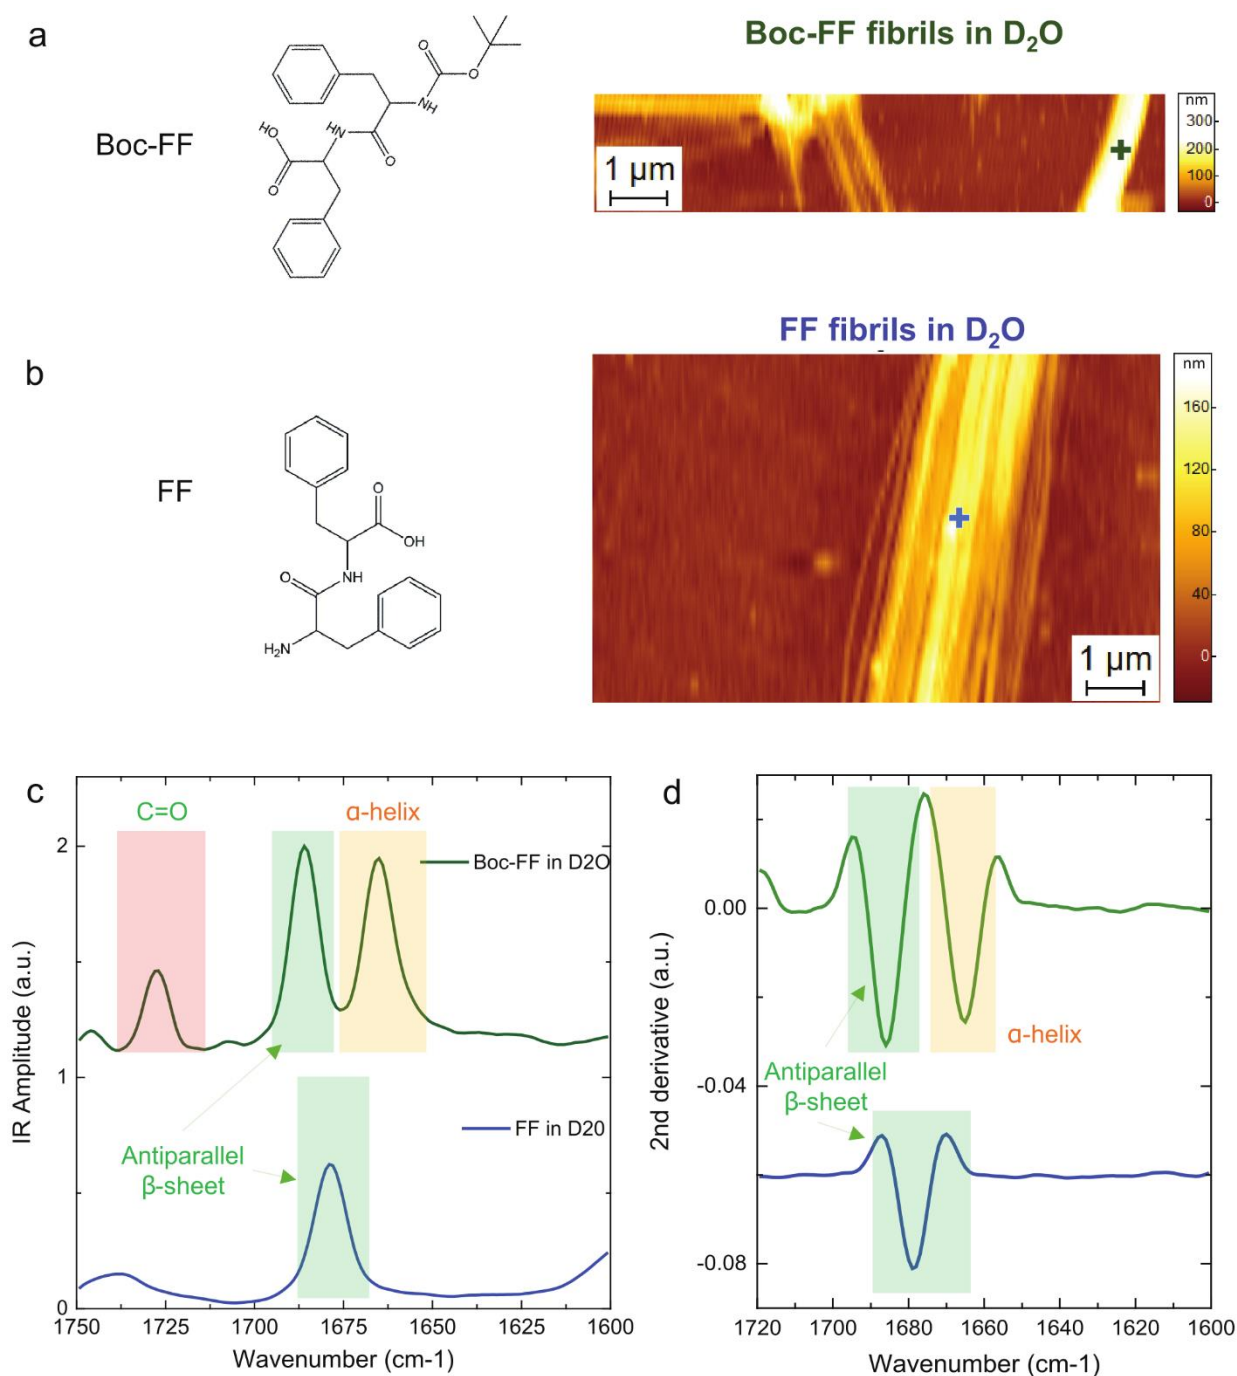 a
Boc-FF
HO
O
HN
O
O
O
NH
Boc-FF fibrils in D₂O
1 µm
nm
300
200
100
0
b
FF
O
OH
O
NH
H₂N
FF fibrils in D₂O
1 µm
nm
160
120
80
40
0
c
C=O
α-helix
Boc-FF in D2O
Antiparallel
β-sheet
FF in D20
IR Amplitude (a.u.)
2
1
0
1750
1725
1700
1675
1650
1625
1600
Wavenumber (cm-1)
d
α-helix
Antiparallel
β-sheet
2nd derivative (a.u.)
0.00
-0.04
-0.08
1720
1700
1680
1660
1640
1620
1600
Wavenumber (cm-1)